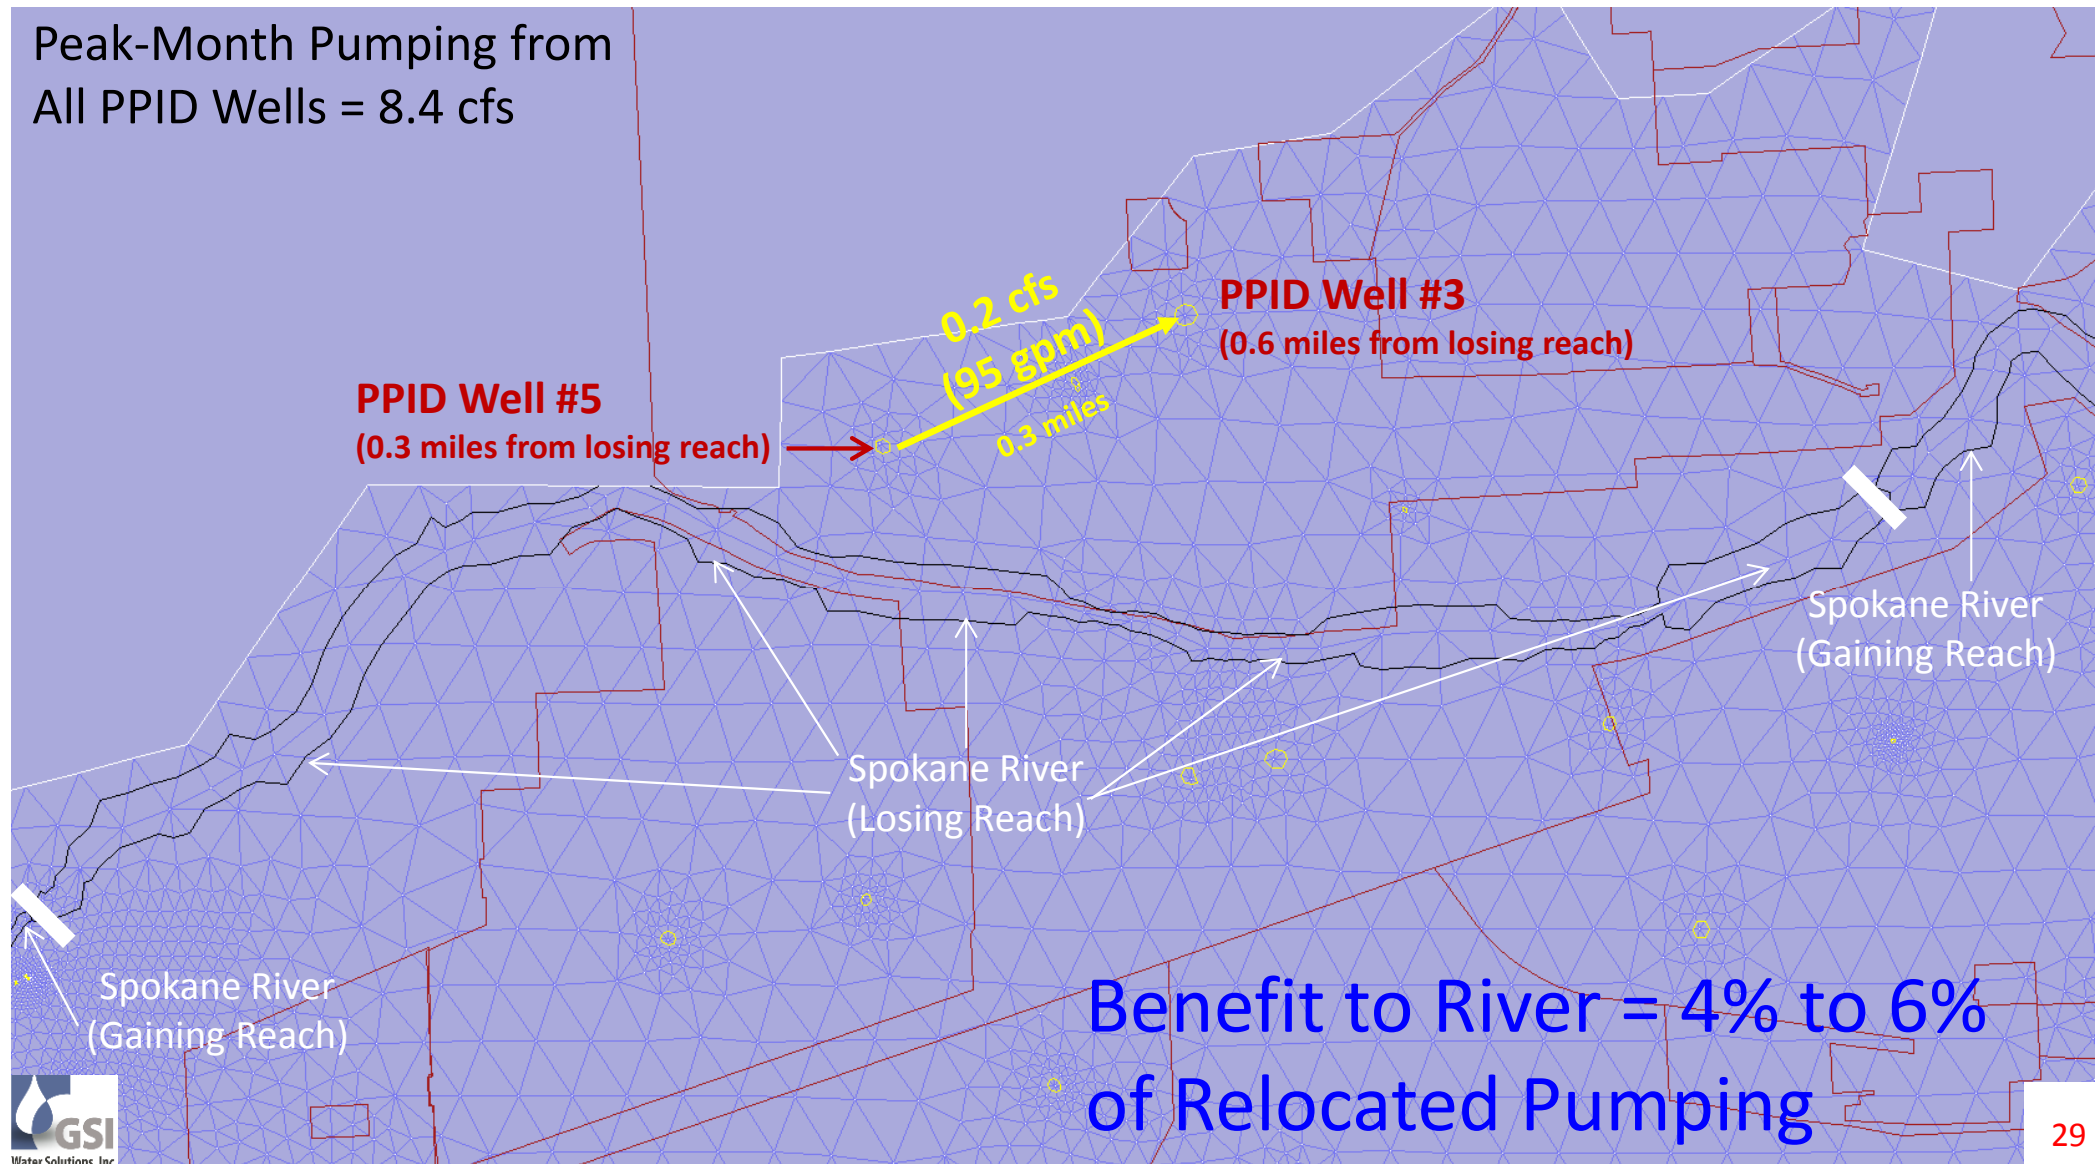 Peak-Month Pumping from
All PPID Wells = 8.4 cfs
0.2 cfs
(95 gpm)
0.3 miles
PPID Well #3
(0.6 miles from losing reach)
PPID Well #5
(0.3 miles from losing reach)
Spokane River
(Gaining Reach)
Spokane River
(Losing Reach)
Spokane River
(Gaining Reach)
Benefit to River = 4% to 6%
of Relocated Pumping
GSI
Water Solutions, Inc
29